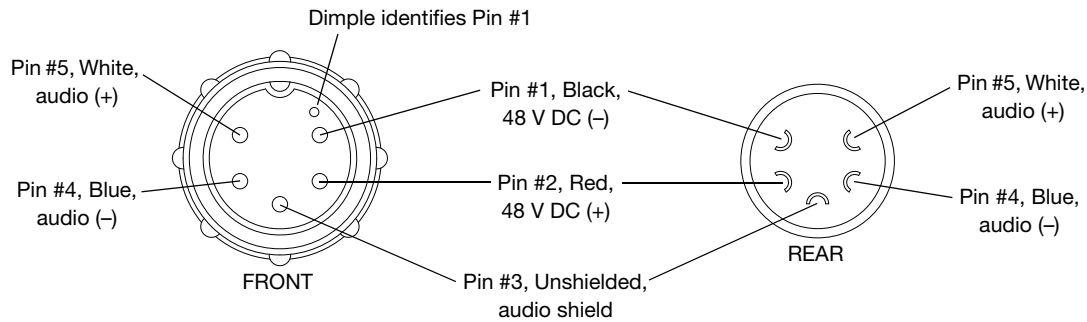 Dimple identifies Pin #1
Pin #5, White,
audio (+)
Pin #1, Black,
48 V DC (–)
Pin #5, White,
audio (+)
Pin #4, Blue,
audio (–)
Pin #2, Red,
48 V DC (+)
Pin #4, Blue,
audio (–)
FRONT
REAR
Pin #3, Unshielded,
audio shield